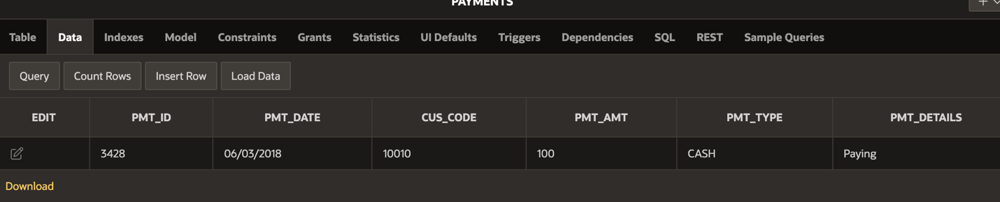 PAYMENTS
Table Data Indexes Model Constraints Grants Statistics UI Defaults Triggers Dependencies SQL REST Sample Queries
Query Count Rows Insert Row Load Data
EDIT PMT_ID PMT_DATE CUS_CODE PMT_AMT PMT_TYPE PMT_DETAILS
3428 06/03/2018 10010 100 CASH Paying
Download